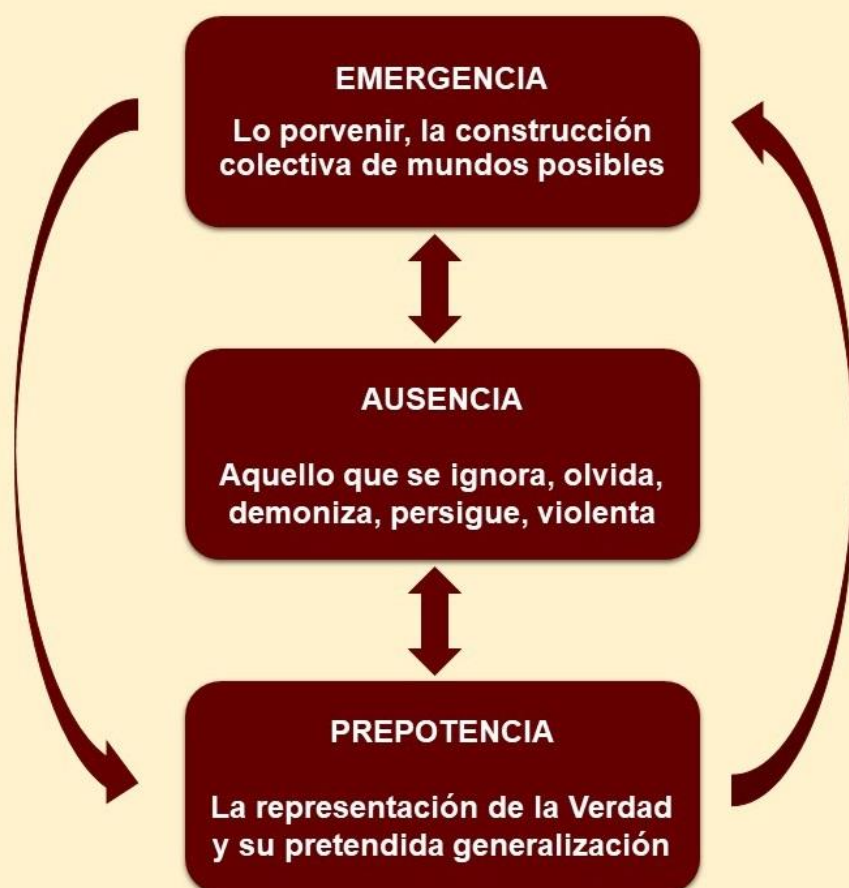 EMERGENCIA
Lo porvenir, la construcción
colectiva de mundos posibles
AUSENCIA
Aquello que se ignora, olvida,
demoniza, persigue, violenta
PREPOTENCIA
La representación de la Verdad
y su pretendida generalización